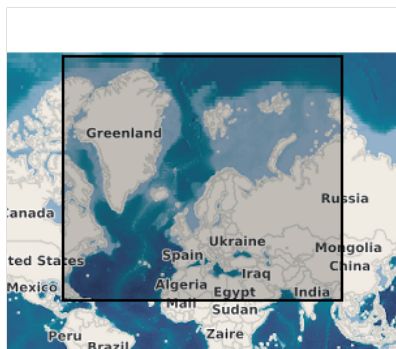 Greenland
Russia
Canada
Ukraine
Mongolia
ted States
Spain
China
Iraq
Mexico
Algeria
Egypt
India
Mali
Sudan
Peru
Zaire
Brazil